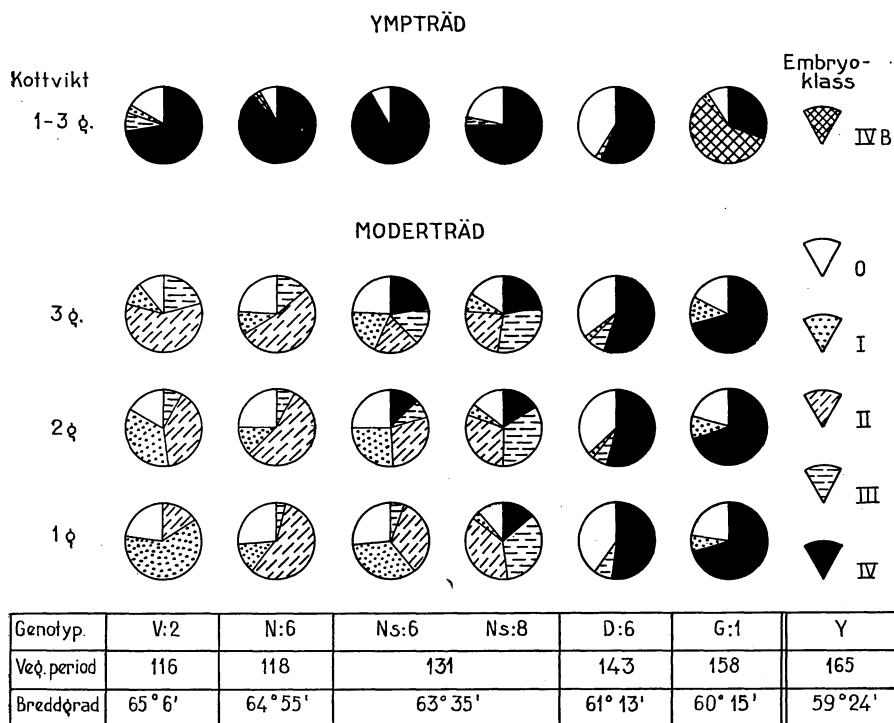 YMPTRÄD
Kottvikt
Embryo-
klass
1-3 g.
IV B
MODERTRÄD
O
3 g.
I
2 g
II
III
1 g
IV
Genotyp. V:2 N:6 Ns:6 Ns:8 D:6 G:1 Y
Veg. period 116 118 131 143 158 165
Breddgrad 65° 6' 64° 55' 63° 35' 61° 13' 60° 15' 59° 24'